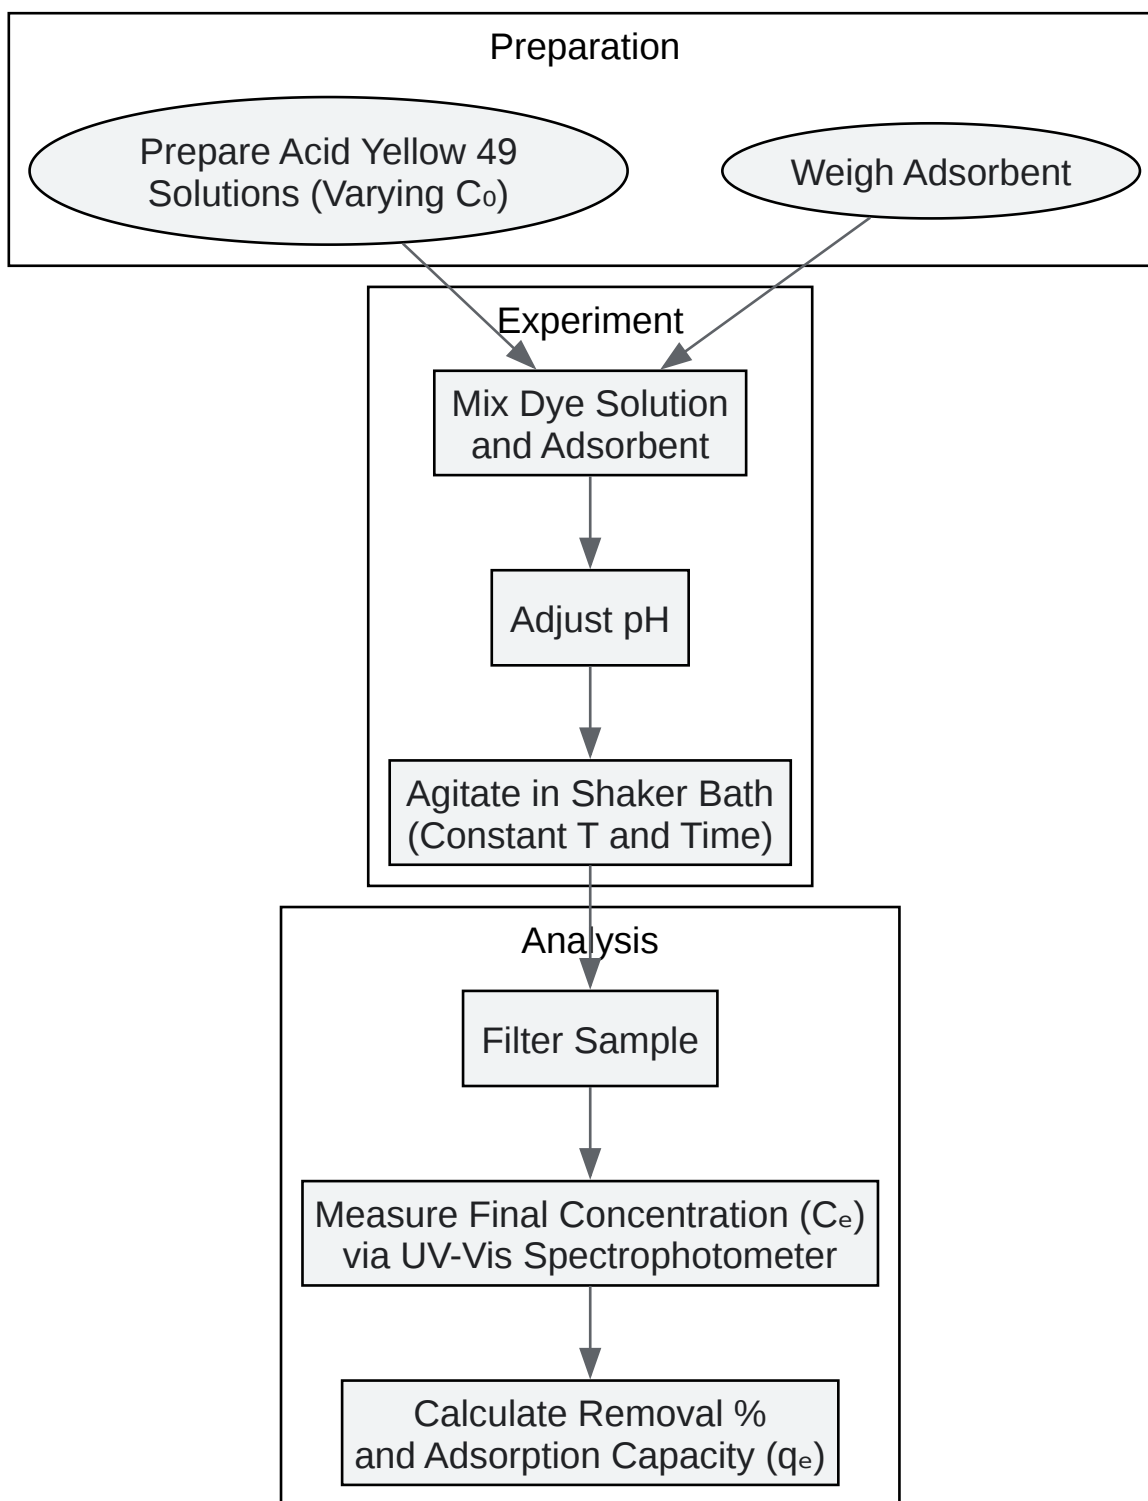 Preparation
Prepare Acid Yellow 49
Solutions (Varying C₀)
Weigh Adsorbent
Experiment
Mix Dye Solution
and Adsorbent
Adjust pH
Agitate in Shaker Bath
(Constant T and Time)
Analysis
Filter Sample
Measure Final Concentration (Cₑ)
via UV-Vis Spectrophotometer
Calculate Removal %
and Adsorption Capacity (qₑ)